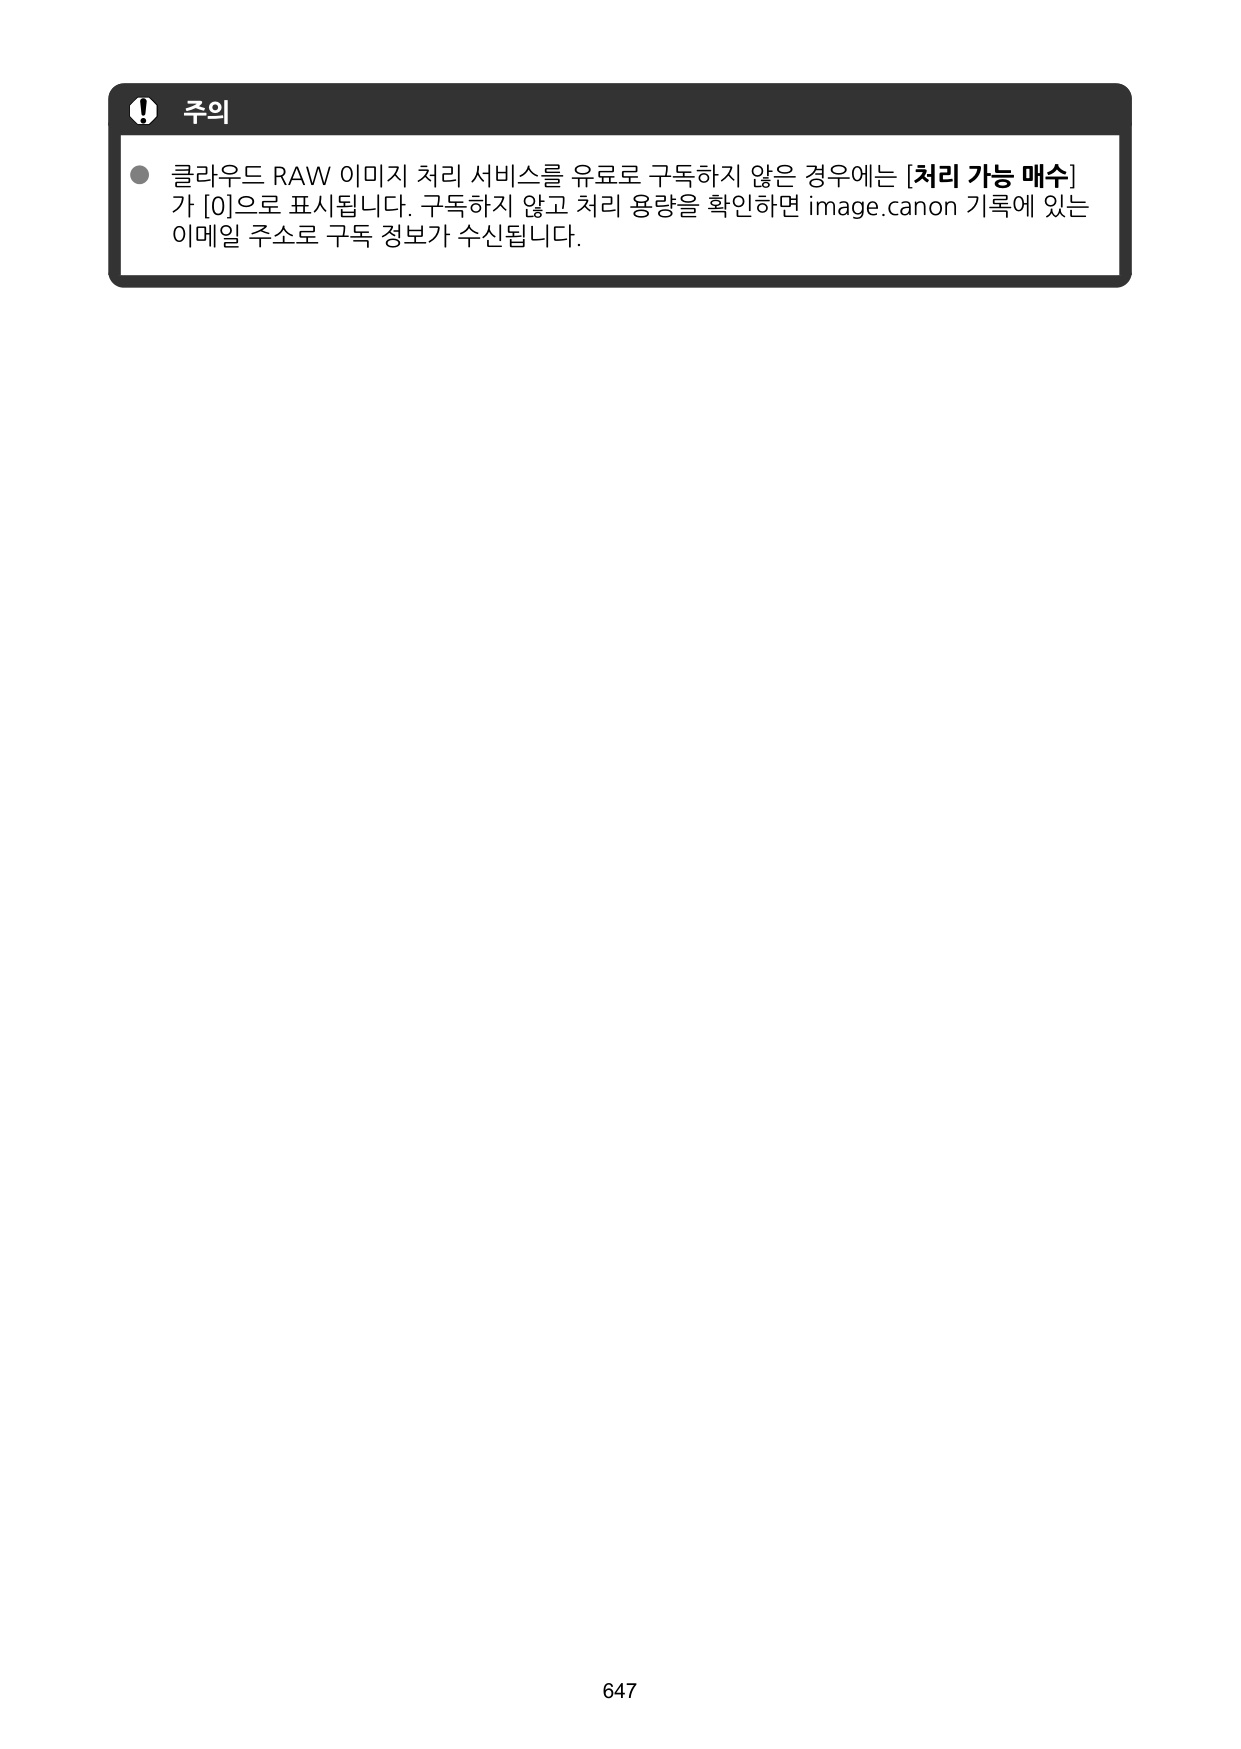 주의
클라우드 RAW 이미지 처리 서비스를 유료로 구독하지 않은 경우에는 [처리 가능 매수]
가 [0]으로 표시됩니다. 구독하지 않고 처리 용량을 확인하면 image.canon 기록에 있는
이메일 주소로 구독 정보가 수신됩니다.
647